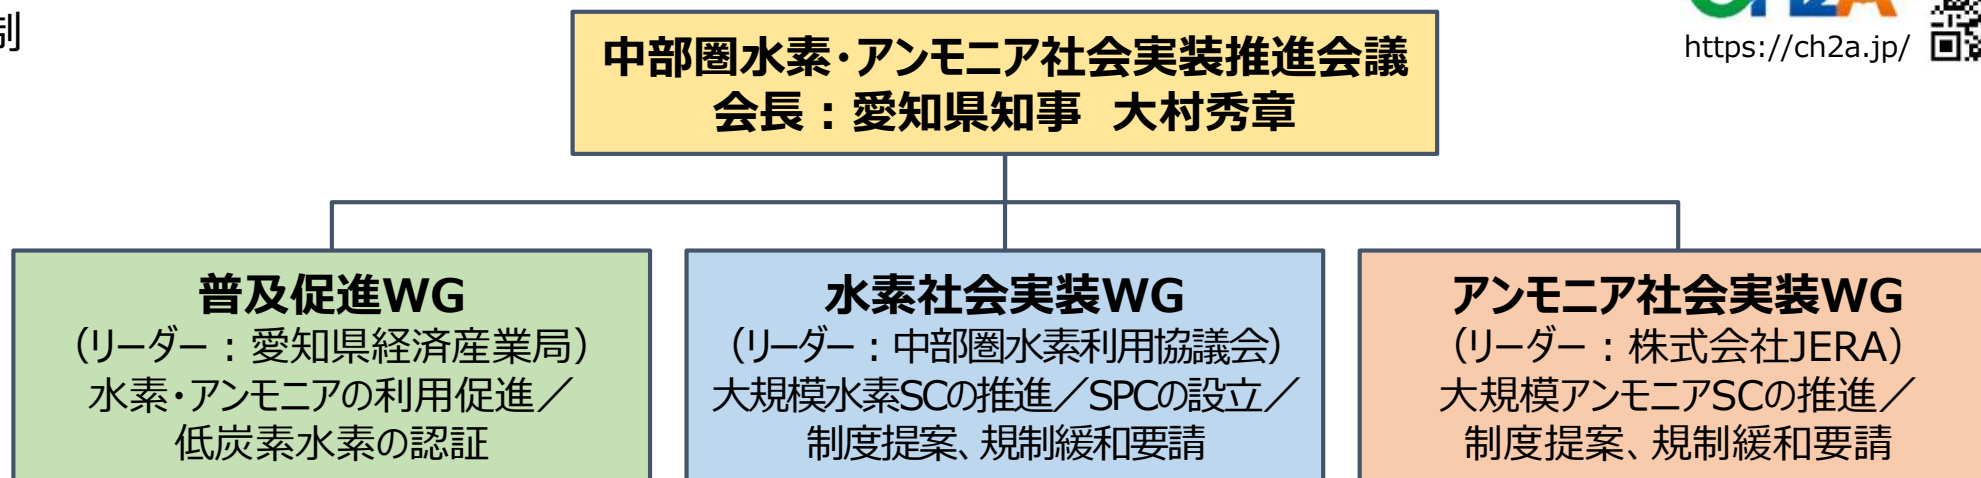 制
https://ch2a.jp/
中部圏水素・アンモニア社会実装推進会議
会長：愛知県知事　大村秀章
普及促進WG
（リーダー：愛知県経済産業局）
水素・アンモニアの利用促進／
低炭素水素の認証
水素社会実装WG
（リーダー：中部圏水素利用協議会）
大規模水素SCの推進／SPCの設立／
制度提案、規制緩和要請
アンモニア社会実装WG
（リーダー：株式会社JERA）
大規模アンモニアSCの推進／
制度提案、規制緩和要請